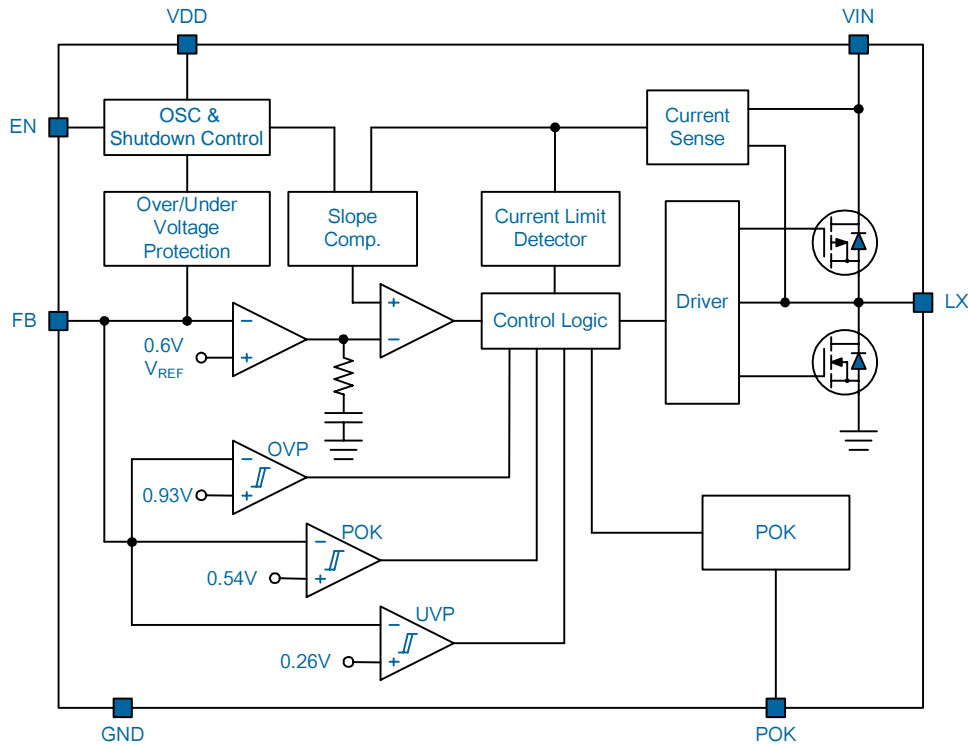 VDD
VIN
EN
OSC &
Shutdown Control
Current
Sense
Over/Under
Voltage
Protection
Slope
Comp.
Current Limit
Detector
Driver
LX
FB
0.6V
VREF
−
+
+
−
Control Logic
OVP
0.93V
−
+
POK
0.54V
−
+
POK
UVP
0.26V
−
+
GND
POK